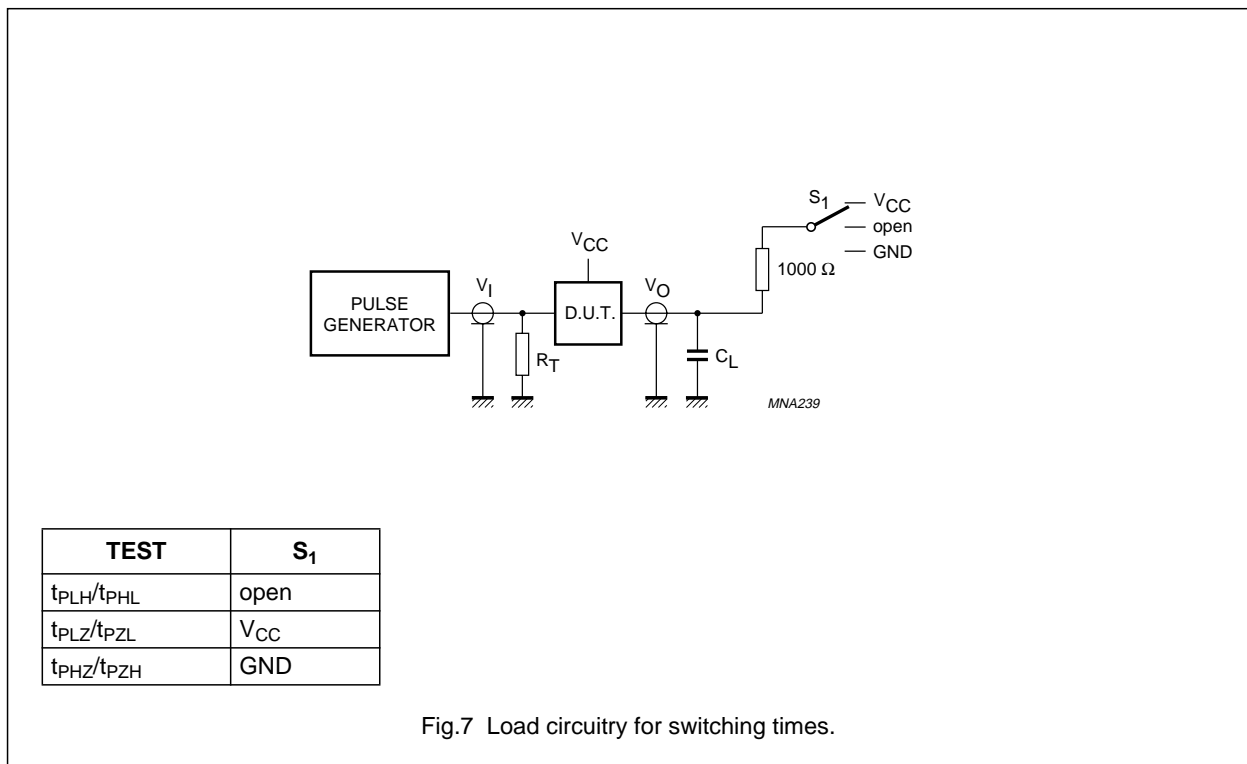 S1
VCC
open
GND
1000 Ω
VCC
VI
VO
PULSE
GENERATOR
D.U.T.
RT
CL
MNA239
TEST S1
tPLH/tPHL open
tPLZ/tPZL VCC
tPHZ/tPZH GND
Fig.7 Load circuitry for switching times.